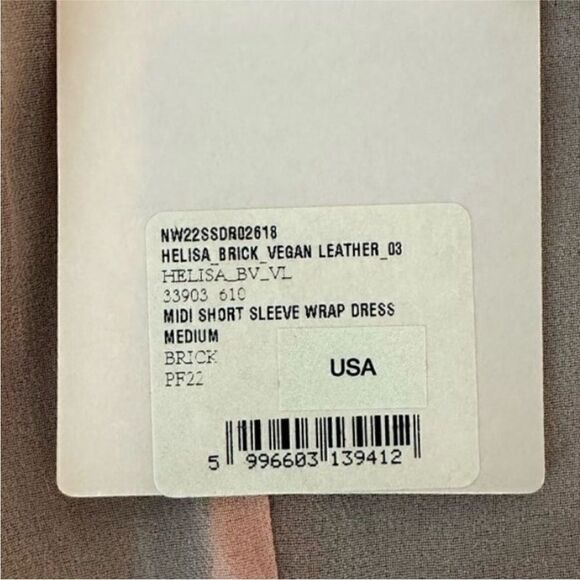 NW22SSDR02618
HELISA_BRICK_VEGAN LEATHER_03
HELISA_BV_VL
33903 610
MIDI SHORT SLEEVE WRAP DRESS
MEDIUM
BRICK
PF22
USA
5 996603 139412